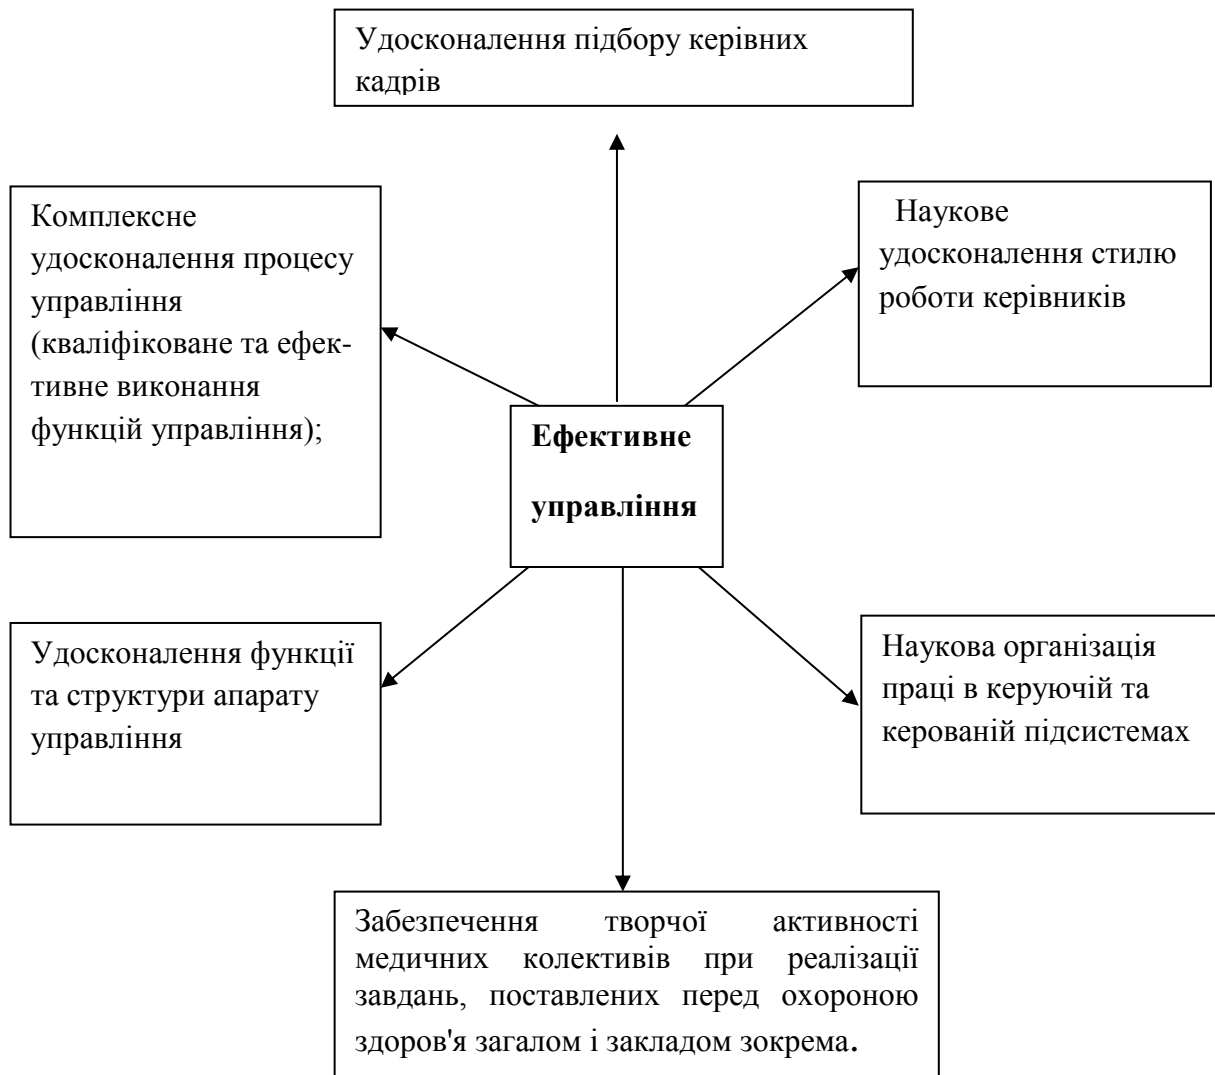 Удосконалення підбору керівних
кадрів
Комплексне
удосконалення процесу
управління
(кваліфіковане та ефек-
тивне виконання
функцій управління);
Наукове
удосконалення стилю
роботи керівників
Ефективне
управління
Удосконалення функції
та структури апарату
управління
Наукова організація
праці в керуючій та
керованій підсистемах
Забезпечення творчої активності
медичних колективів при реалізації
завдань, поставлених перед охороною
здоров'я загалом і закладом зокрема.